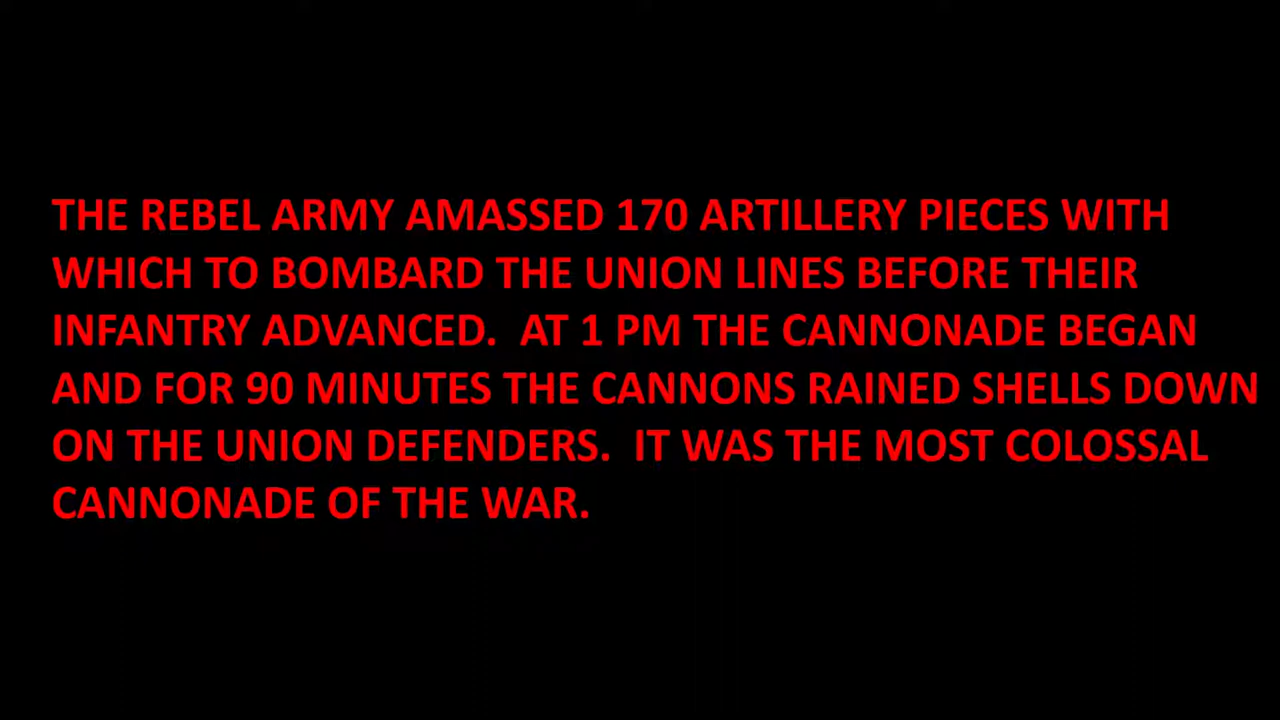 THE REBEL ARMY AMASSED 170 ARTILLERY PIECES WITH
WHICH TO BOMBARD THE UNION LINES BEFORE THEIR
INFANTRY ADVANCED.  AT 1 PM THE CANNONADE BEGAN
AND FOR 90 MINUTES THE CANNONS RAINED SHELLS DOWN
ON THE UNION DEFENDERS.  IT WAS THE MOST COLOSSAL
CANNONADE OF THE WAR.